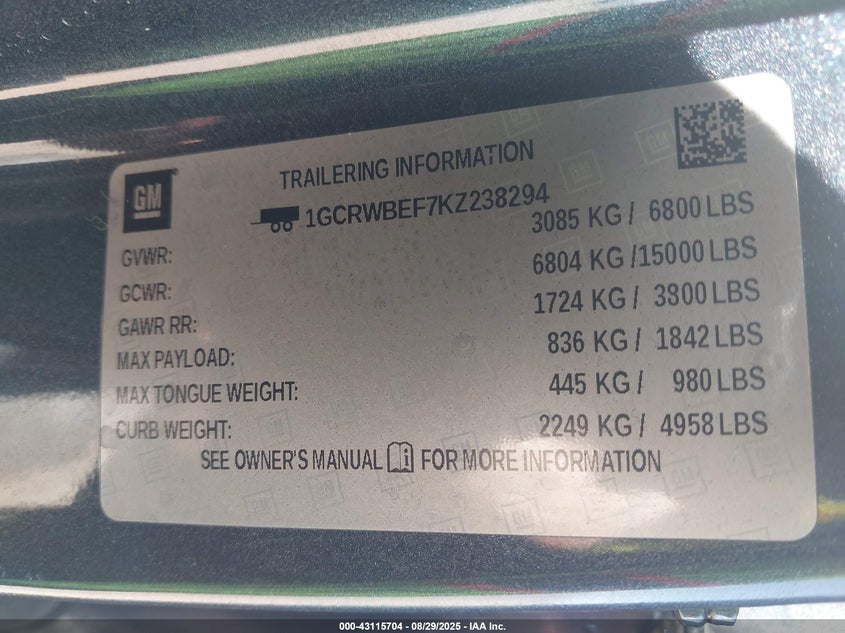 GM
TRAILERING INFORMATION
1GCRWBEF7KZ238294
GVWR: 3085 KG / 6800 LBS
GCWR: 6804 KG /15000 LBS
GAWR RR: 1724 KG / 3800 LBS
MAX PAYLOAD: 836 KG / 1842 LBS
MAX TONGUE WEIGHT: 445 KG / 980 LBS
CURB WEIGHT: 2249 KG / 4958 LBS
SEE OWNER'S MANUAL FOR MORE INFORMATION
000-43115704 - 08/29/2025 - IAA Inc.